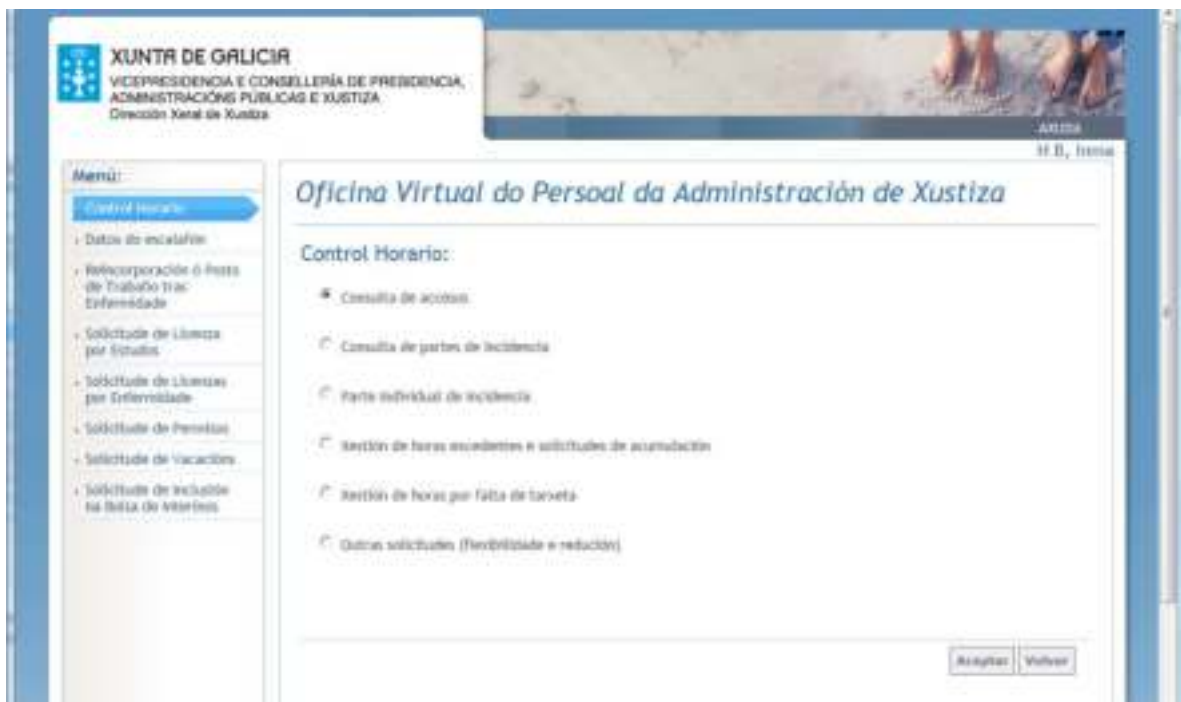 XUNTA DE GALICIA
VICEPRESIDENCIA E CONSELLERÍA DE PRESIDENCIA,
ADMINISTRACIÓNS PÚBLICAS E XUSTIZA
Dirección Xeral de Xustiza
AXUDA
H B, Irene
Menú:
Control Horario
Datos do escalafón
Reincorporación ó Posto
de Traballo tras
Enfermidade
Solicitude de Licenza
por Estudos
Solicitude de Licenzas
por Enfermidade
Solicitude de Permisos
Solicitude de Vacacións
Solicitude de inclusión
na Bolsa de Interinos
Oficina Virtual do Persoal da Administración de Xustiza
Control Horario:
Consulta de accesos
Consulta de partes de incidencia
Parte individual de incidencia
Xestión de horas excedentes e solicitudes de acumulación
Xestión de horas por falta de tarxeta
Outras solicitudes (flexibilidade e redución)
Aceptar Volver